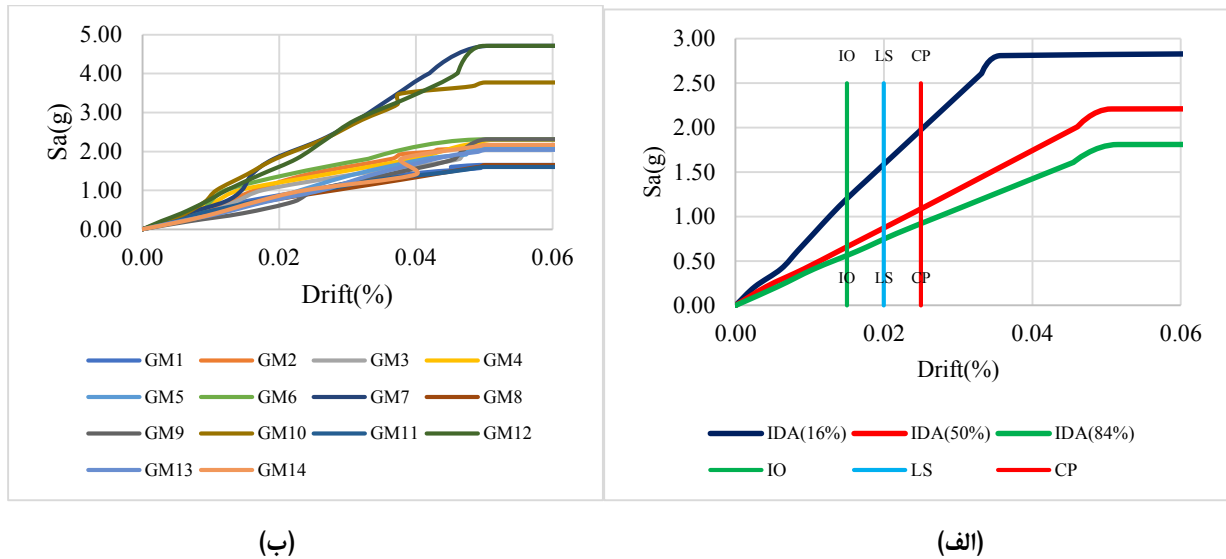 5.00
4.00
3.00
2.00
1.00
0.00
Sa(g)
0.00 0.02 0.04 0.06
Drift(%)
GM1 GM2 GM3 GM4
GM5 GM6 GM7 GM8
GM9 GM10 GM11 GM12
GM13 GM14
(ب)
3.00
2.50
2.00
1.50
1.00
0.50
0.00
Sa(g)
IO LS CP
IO LS CP
0.00 0.02 0.04 0.06
Drift(%)
IDA(16%) IDA(50%) IDA(84%)
IO LS CP
(الف)